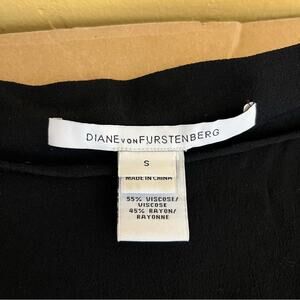 DIANE VON FURSTENBERG
S
MADE IN CHINA
55% VISCOSE/
VISCOSE
45% RAYON/
RAYONNE